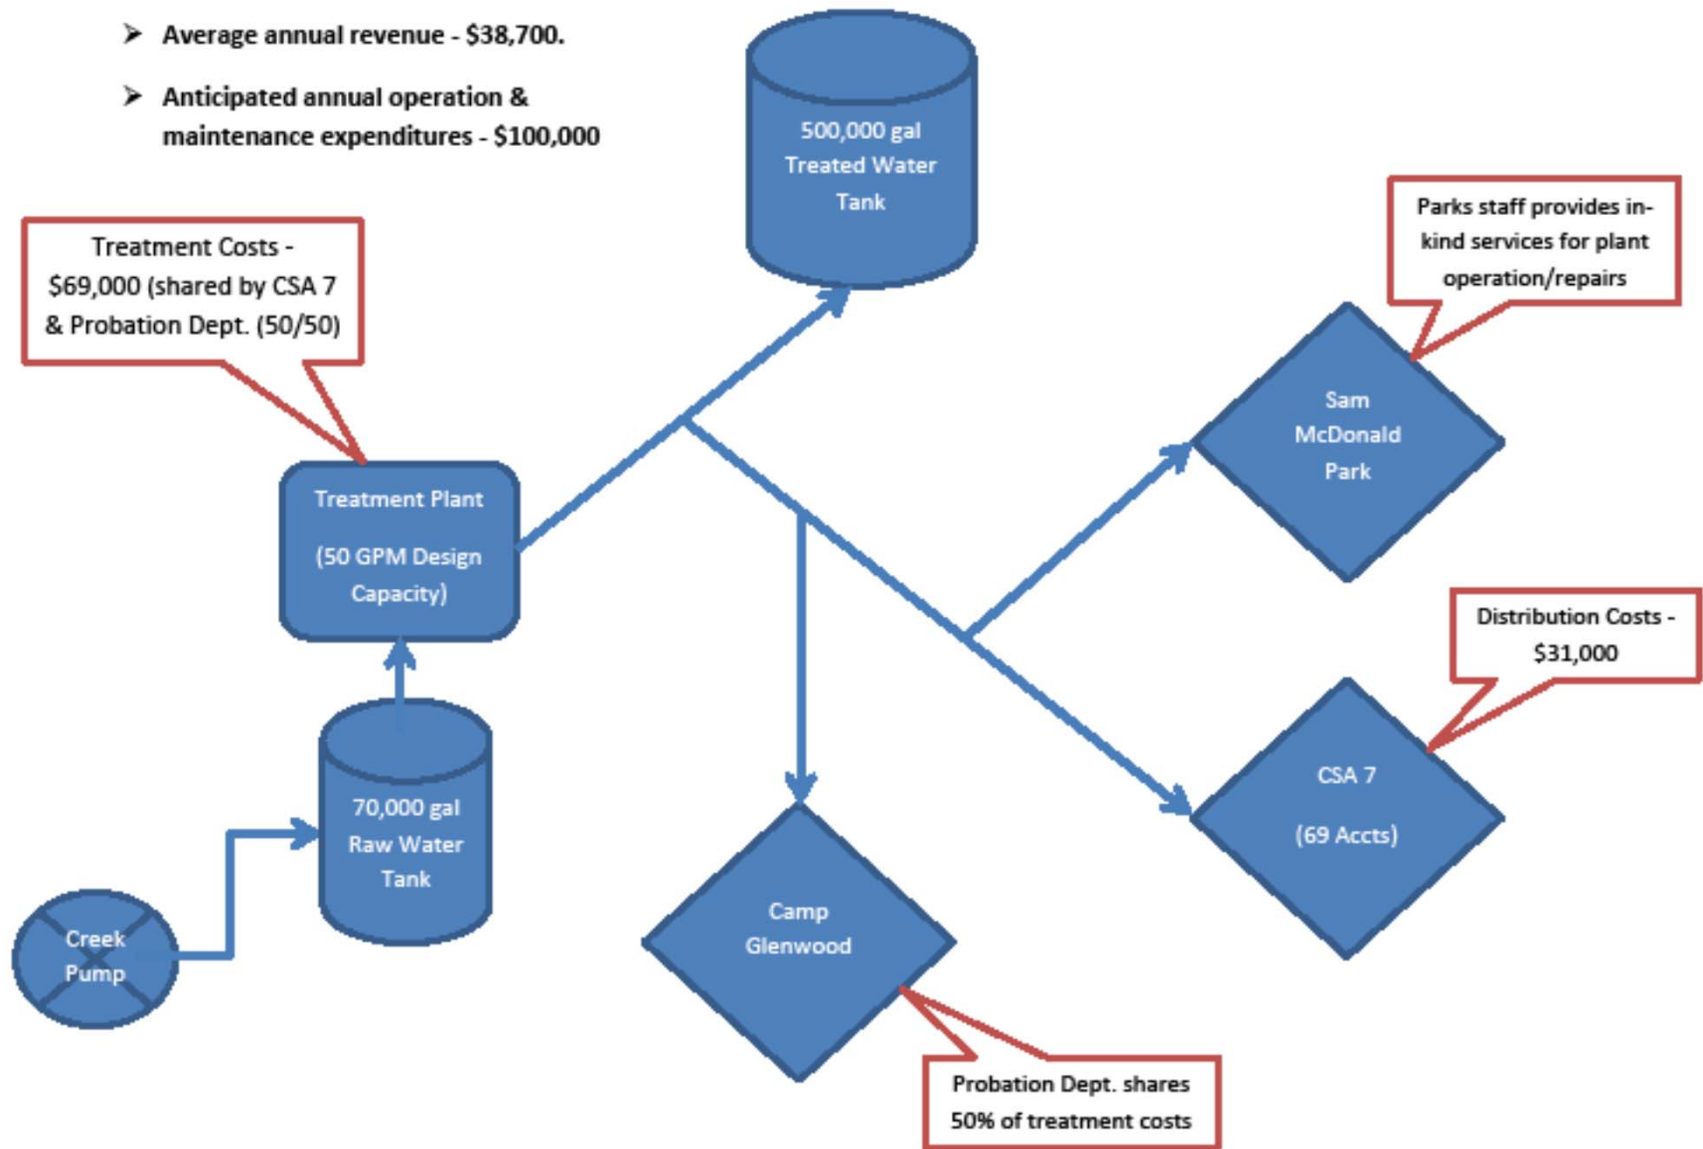 ➢ Average annual revenue - $38,700.
➢ Anticipated annual operation &
maintenance expenditures - $100,000
500,000 gal
Treated Water
Tank
Treatment Costs -
$69,000 (shared by CSA 7
& Probation Dept. (50/50)
Parks staff provides in-
kind services for plant
operation/repairs
Sam
McDonald
Park
Treatment Plant
(50 GPM Design
Capacity)
Distribution Costs -
$31,000
70,000 gal
Raw Water
Tank
CSA 7
(69 Accts)
Creek
Pump
Camp
Glenwood
Probation Dept. shares
50% of treatment costs